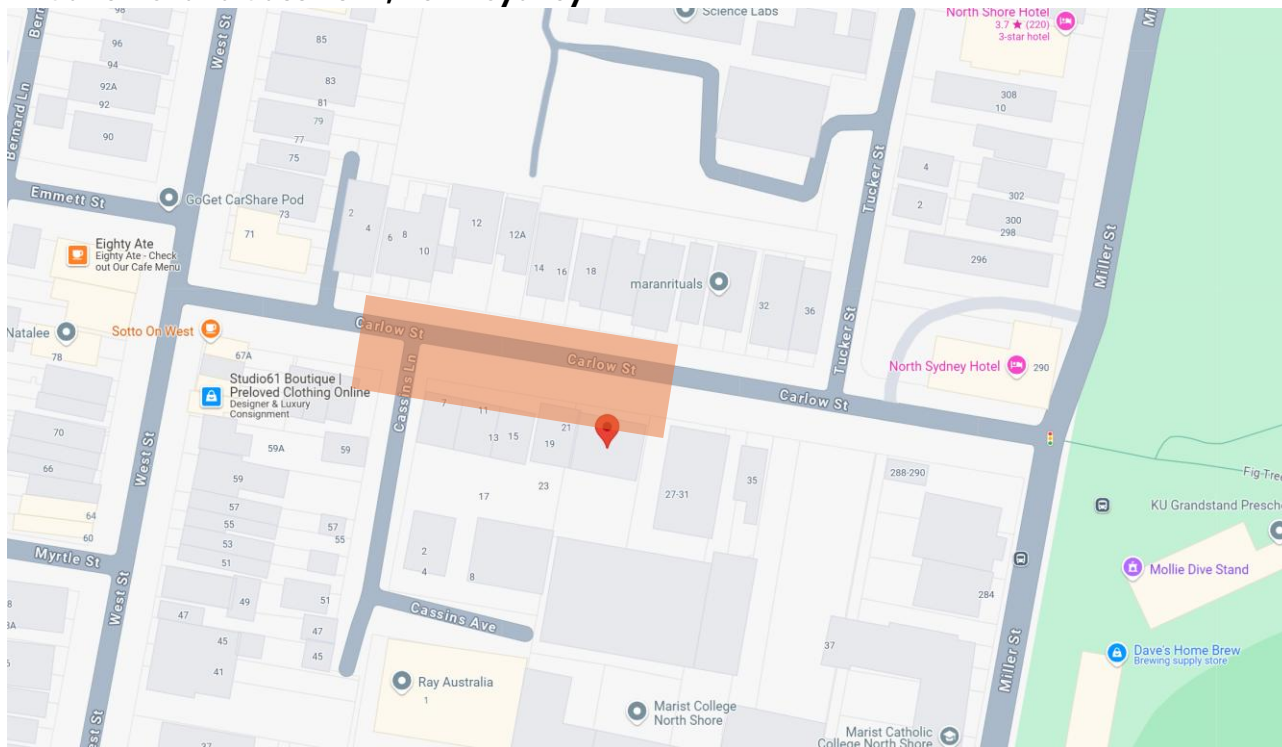 Science Labs
North Shore Hotel
3.7 ★ (220)
3-star hotel
98
96
94
92A
92
90
Bernard Ln
West St
85
83
81
79
77
75
73
71
Emmett St
GoGet CarShare Pod
Eighty Ate
Eighty Ate - Check
out Our Cafe Menu
2
4
6
8
10
12
12A
14
16
18
maranrituals
32
36
Tucker St
Tucker St
4
2
308
10
302
300
298
296
Miller St
Natalee
78
Sotto On West
67A
Carlow St
Carlow St
Carlow St
North Sydney Hotel
290
Studio61 Boutique |
Preloved Clothing Online
Designer & Luxury
Consignment
Cassins Ln
7
11
13
15
19
21
17
23
27-31
35
288-290
Fig Tree
KU Grandstand Presch
Mollie Dive Stand
70
66
64
60
West St
59A
59
59
57
55
53
51
57
55
Myrtle St
West St
2
4
8
Cassins Ave
49
47
45
41
51
47
45
37
284
Miller St
Dave's Home Brew
Brewing supply store
Ray Australia
1
Marist College
North Shore
37
Marist Catholic
College North Shore